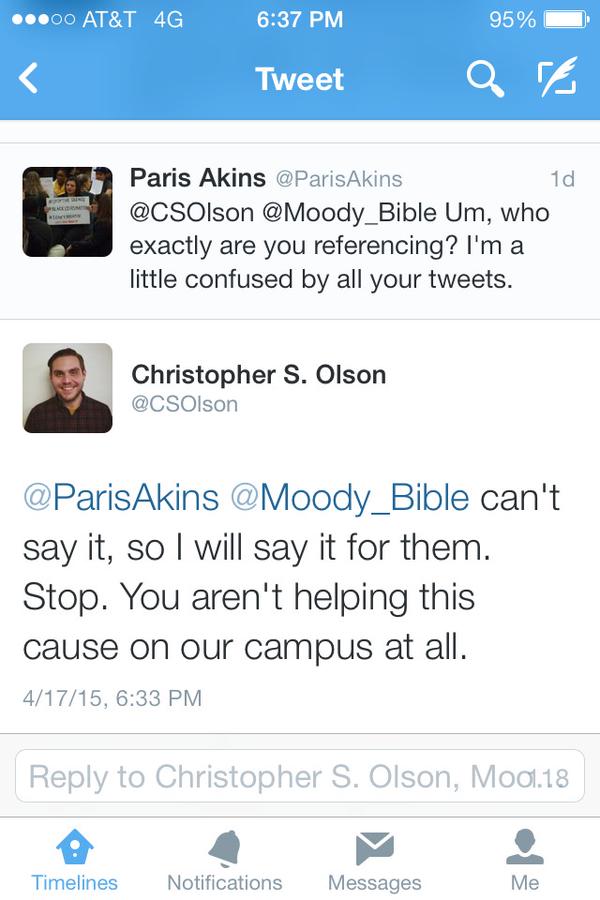 AT&T 4G 6:37 PM 95%
Tweet
Paris Akins @ParisAkins 1d
@CSOlson @Moody_Bible Um, who
exactly are you referencing? I'm a
little confused by all your tweets.
Christopher S. Olson
@CSOlson
@ParisAkins @Moody_Bible can't
say it, so I will say it for them.
Stop. You aren't helping this
cause on our campus at all.
4/17/15, 6:33 PM
Reply to Christopher S. Olson, Moo... 118
Timelines Notifications Messages Me